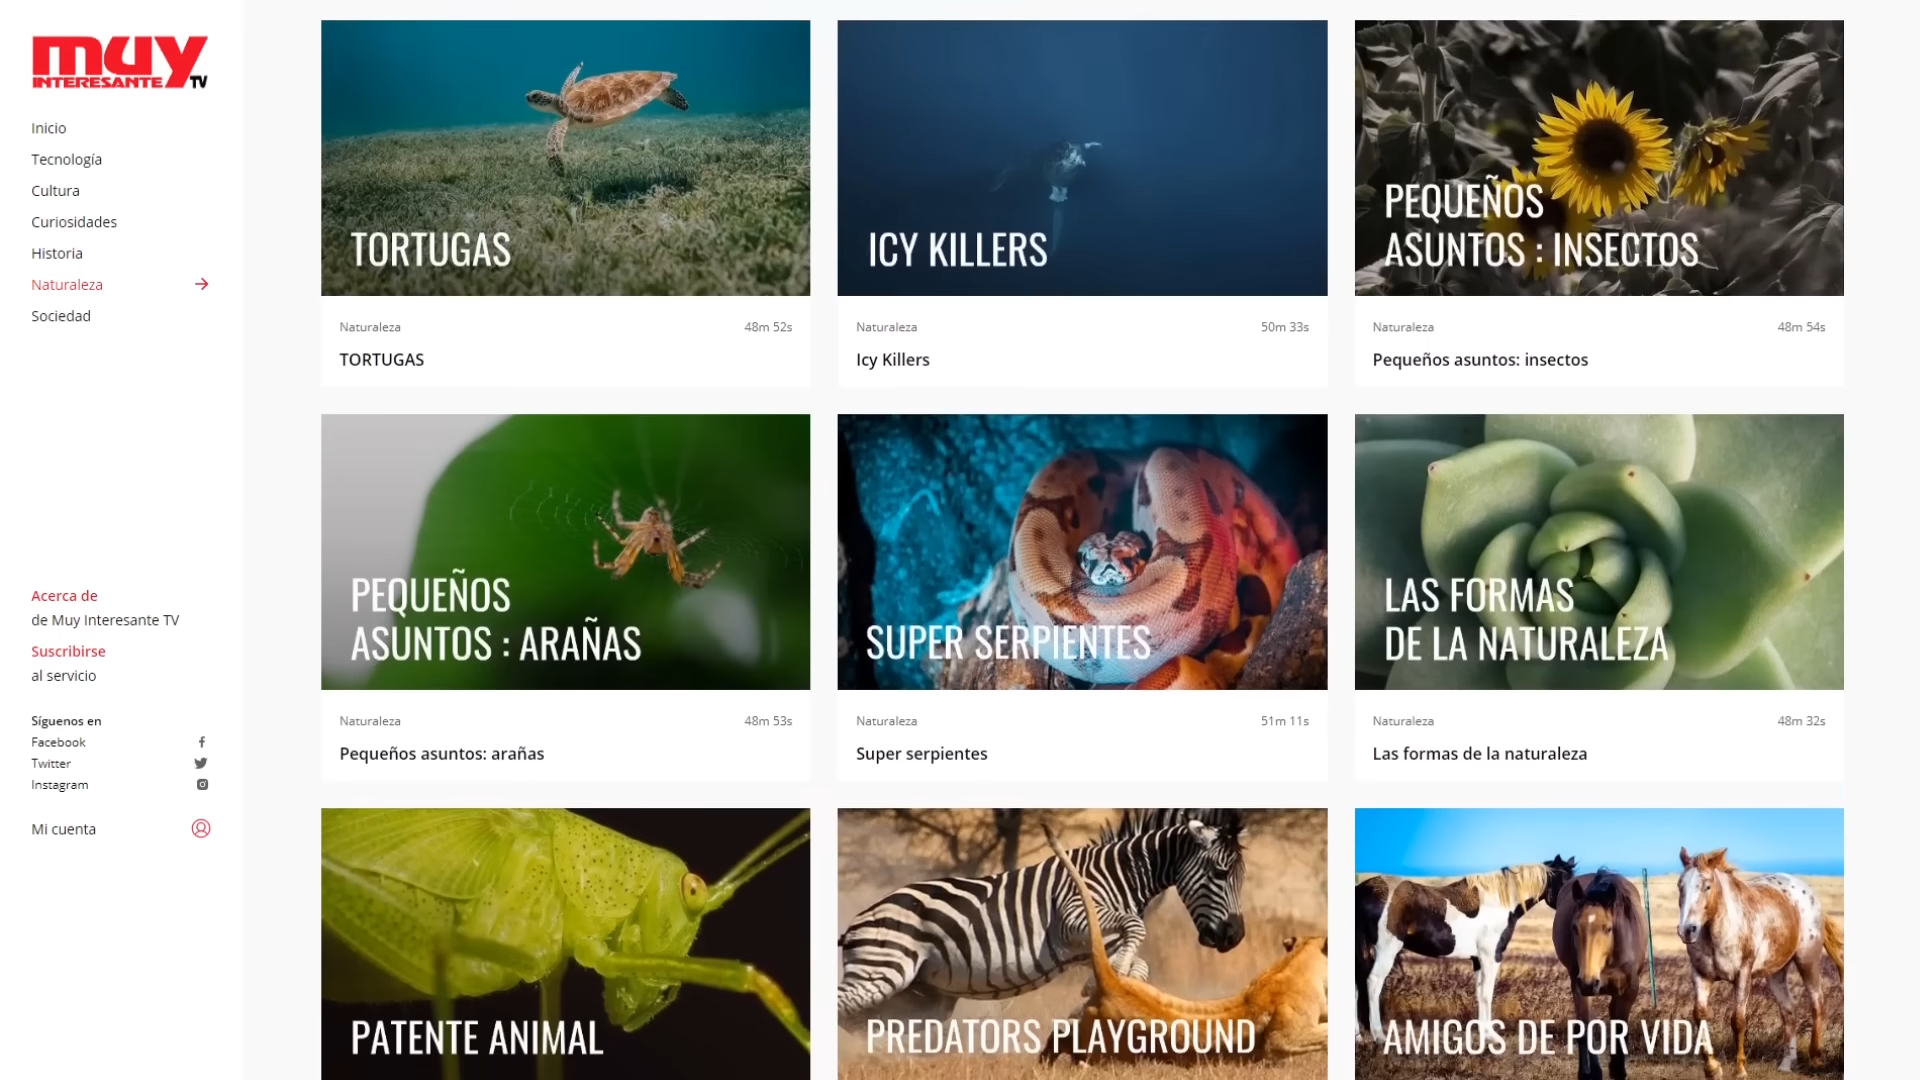 muy
INTERESANTE TV
Inicio
Tecnología
Cultura
Curiosidades
Historia
Naturaleza
Sociedad
Acerca de
de Muy Interesante TV
Suscribirse
al servicio
Síguenos en
Facebook
Twitter
Instagram
Mi cuenta
TORTUGAS
Naturaleza 48m 52s
TORTUGAS
ICY KILLERS
Naturaleza 50m 33s
Icy Killers
PEQUEÑOS
ASUNTOS : INSECTOS
Naturaleza 48m 54s
Pequeños asuntos: insectos
PEQUEÑOS
ASUNTOS : ARAÑAS
Naturaleza 48m 53s
Pequeños asuntos: arañas
SUPER SERPIENTES
Naturaleza 51m 11s
Super serpientes
LAS FORMAS
DE LA NATURALEZA
Naturaleza 48m 32s
Las formas de la naturaleza
PATENTE ANIMAL
PREDATORS PLAYGROUND
AMIGOS DE POR VIDA